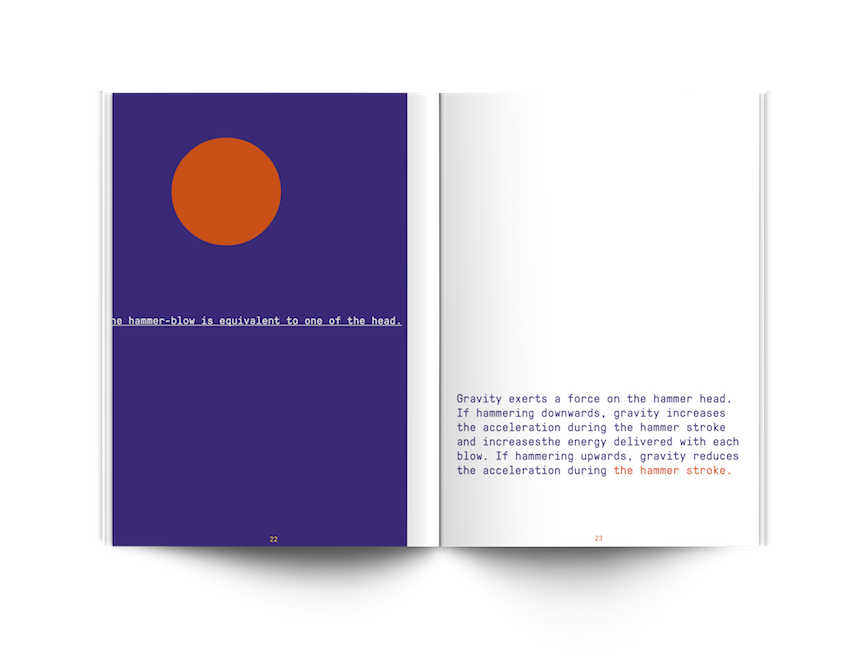 he hammer-blow is equivalent to one of the head.
22
Gravity exerts a force on the hammer head.
If hammering downwards, gravity increases
the acceleration during the hammer stroke
and increasesthe energy delivered with each
blow. If hammering upwards, gravity reduces
the acceleration during the hammer stroke.
23